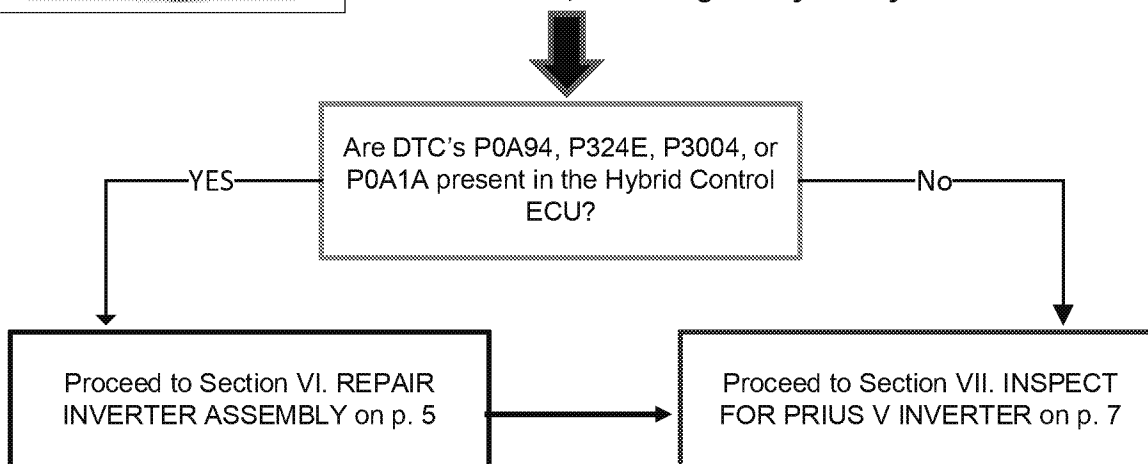 Are DTC's P0A94, P324E, P3004, or
P0A1A present in the Hybrid Control
ECU?
YES
No
Proceed to Section VI. REPAIR
INVERTER ASSEMBLY on p. 5
Proceed to Section VII. INSPECT
FOR PRIUS V INVERTER on p. 7